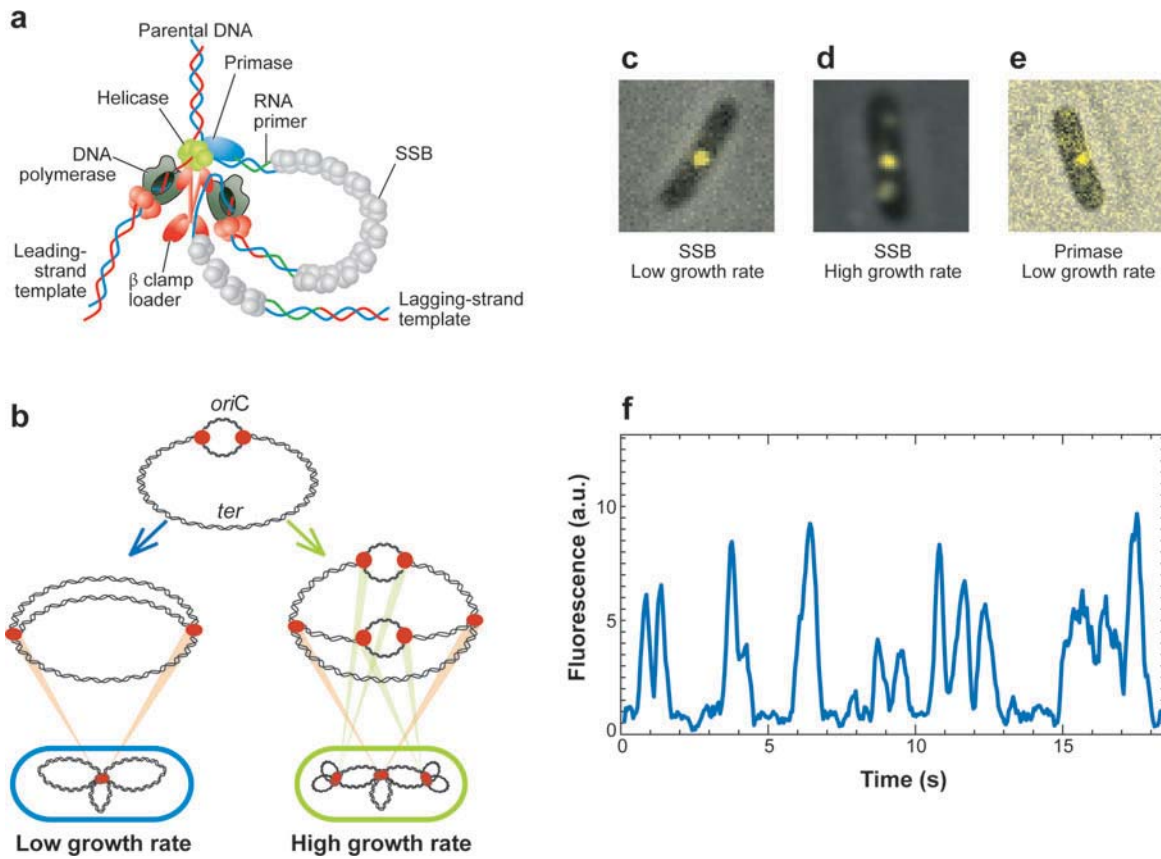 a
Parental DNA
Primase
Helicase
RNA
primer
SSB
DNA
polymerase
Leading-
strand
template
β clamp
loader
Lagging-strand
template
b
oriC
ter
Low growth rate
High growth rate
c
SSB
Low growth rate
d
SSB
High growth rate
e
Primase
Low growth rate
f
Fluorescence (a.u.)
10
5
0
0 5 10 15
Time (s)